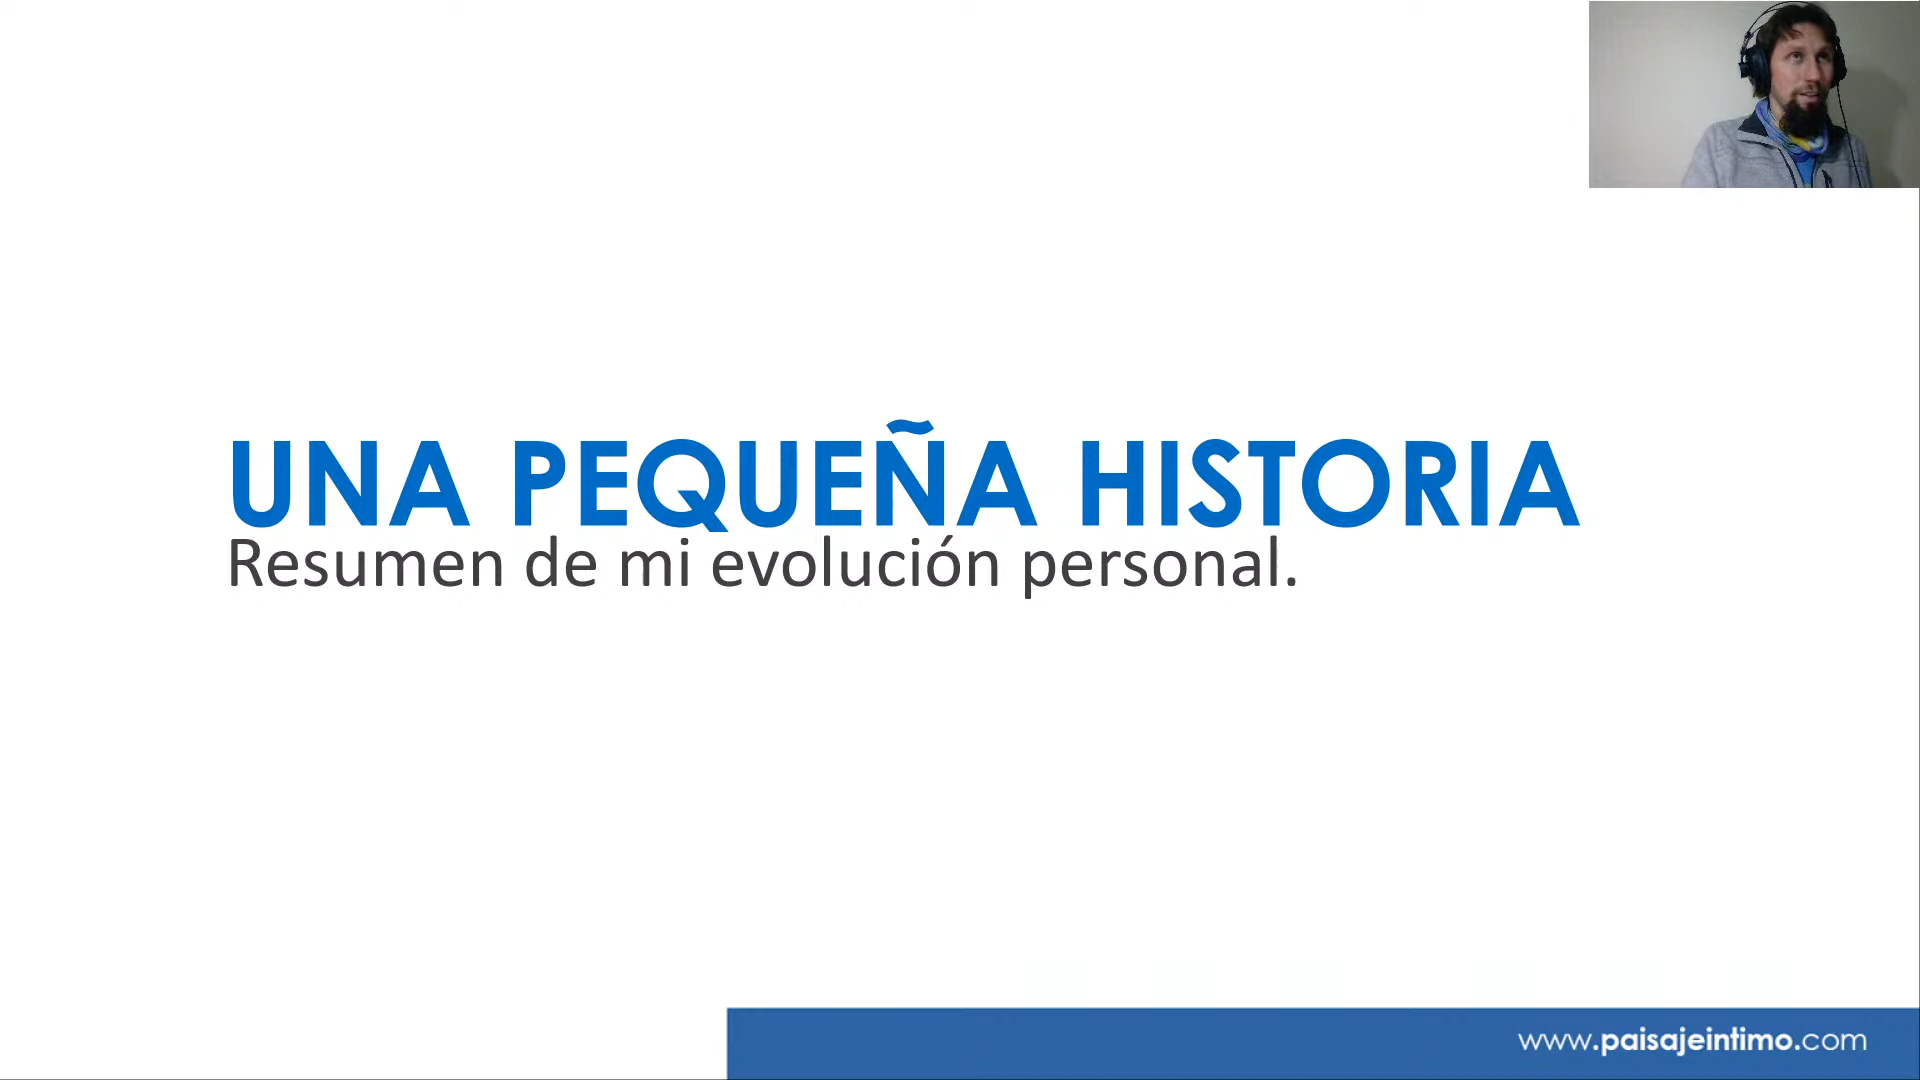 UNA PEQUEÑA HISTORIA
Resumen de mi evolución personal.
www.paisajeintimo.com